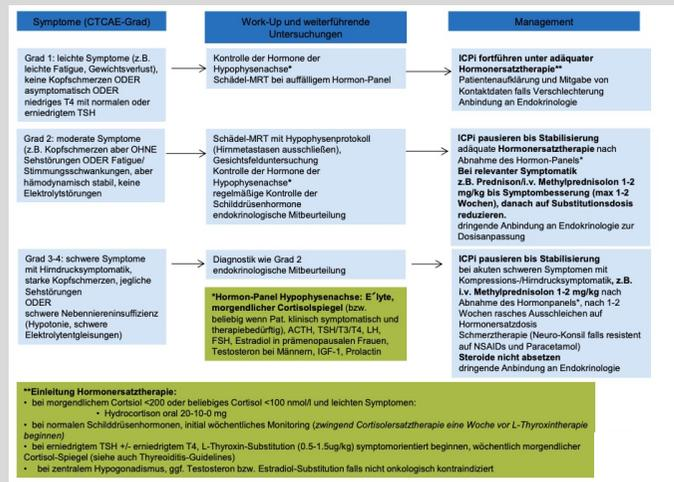 Symptome (CTCAE-Grad)
Work-Up und weiterführende
Untersuchungen
Management
Grad 1: leichte Symptome (z.B.
leichte Fatigue, Gewichtsverlust),
keine Kopfschmerzen ODER
asymptomatisch ODER
niedriges T4 mit normalen oder
erniedrigtem TSH
Kontrolle der Hormone der
Hypophysenachse*
Schädel-MRT bei auffälligem Hormon-Panel
ICPi fortführen unter adäquater
Hormonersatztherapie**
Patientenaufklärung und Mitgabe von
Kontaktdaten falls Verschlechterung
Anbindung an Endokrinologie
Grad 2: moderate Symptome
(z.B. Kopfschmerzen aber OHNE
Sehstörungen ODER Fatigue/
Stimmungsschwankungen, aber
hämodynamisch stabil, keine
Elektrolytstörungen
Schädel-MRT mit Hypophysenprotokoll
(Hirnmetastasen ausschließen),
Gesichtsfelduntersuchung
Kontrolle der Hormone der
Hypophysenachse*
regelmäßige Kontrolle der
Schilddrüsenhormone
endokrinologische Mitbeurteilung
ICPi pausieren bis Stabilisierung
adäquate Hormonersatztherapie nach
Abnahme des Hormon-Panels*
Bei relevanter Symptomatik
z.B. Prednison/i.v. Methylprednisolon 1-2
mg/kg bis Symptombesserung (max 1-2
Wochen), danach auf Substitutionsdosis
reduzieren.
dringende Anbindung an Endokrinologie zur
Dosisanpassung
Grad 3-4: schwere Symptome
mit Hirndrucksymptomatik,
starke Kopfschmerzen, jegliche
Sehstörungen
ODER
schwere Nebenniereninsuffizienz
(Hypotonie, schwere
Elektrolytentgleisungen)
Diagnostik wie Grad 2
endokrinologische Mitbeurteilung
*Hormon-Panel Hypophysenachse: E´lyte,
morgendlicher Cortisolspiegel (bzw.
beliebig wenn Pat. klinisch symptomatisch und
therapiebedürftig), ACTH, TSH/T3/T4, LH,
FSH, Estradiol in prämenopausalen Frauen,
Testosteron bei Männern, IGF-1, Prolactin
ICPi pausieren bis Stabilisierung
bei akuten schweren Symptomen mit
Kompressions-/Hirndrucksymptomatik, z.B.
i.v. Methylprednisolon 1-2 mg/kg nach
Abnahme des Hormonpanels*, nach 1-2
Wochen rasches Ausschleichen auf
Hormonersatzdosis
Schmerztherapie (Neuro-Konsil falls resistent
auf NSAIDs und Paracetamol)
Steroide nicht absetzen
dringende Anbindung an Endokrinologie
**Einleitung Hormonersatztherapie:
• bei morgendlichem Cortsiol <200 oder beliebiges Cortisol <100 nmol/l und leichten Symptomen:
• Hydrocortison oral 20-10-0 mg
• bei normalen Schilddrüsenhormonen, initial wöchentliches Monitoring (zwingend Cortisolersatztherapie eine Woche vor L-Thyroxintherapie
beginnen)
• bei erniedrigtem TSH +/- erniedrigtem T4, L-Thyroxin-Substitution (0.5-1.5ug/kg) symptomorientiert beginnen, wöchentlich morgendlicher
Cortisol-Spiegel (siehe auch Thyreoiditis-Guidelines)
• bei zentralem Hypogonadismus, ggf. Testosteron bzw. Estradiol-Substitution falls nicht onkologisch kontraindiziert